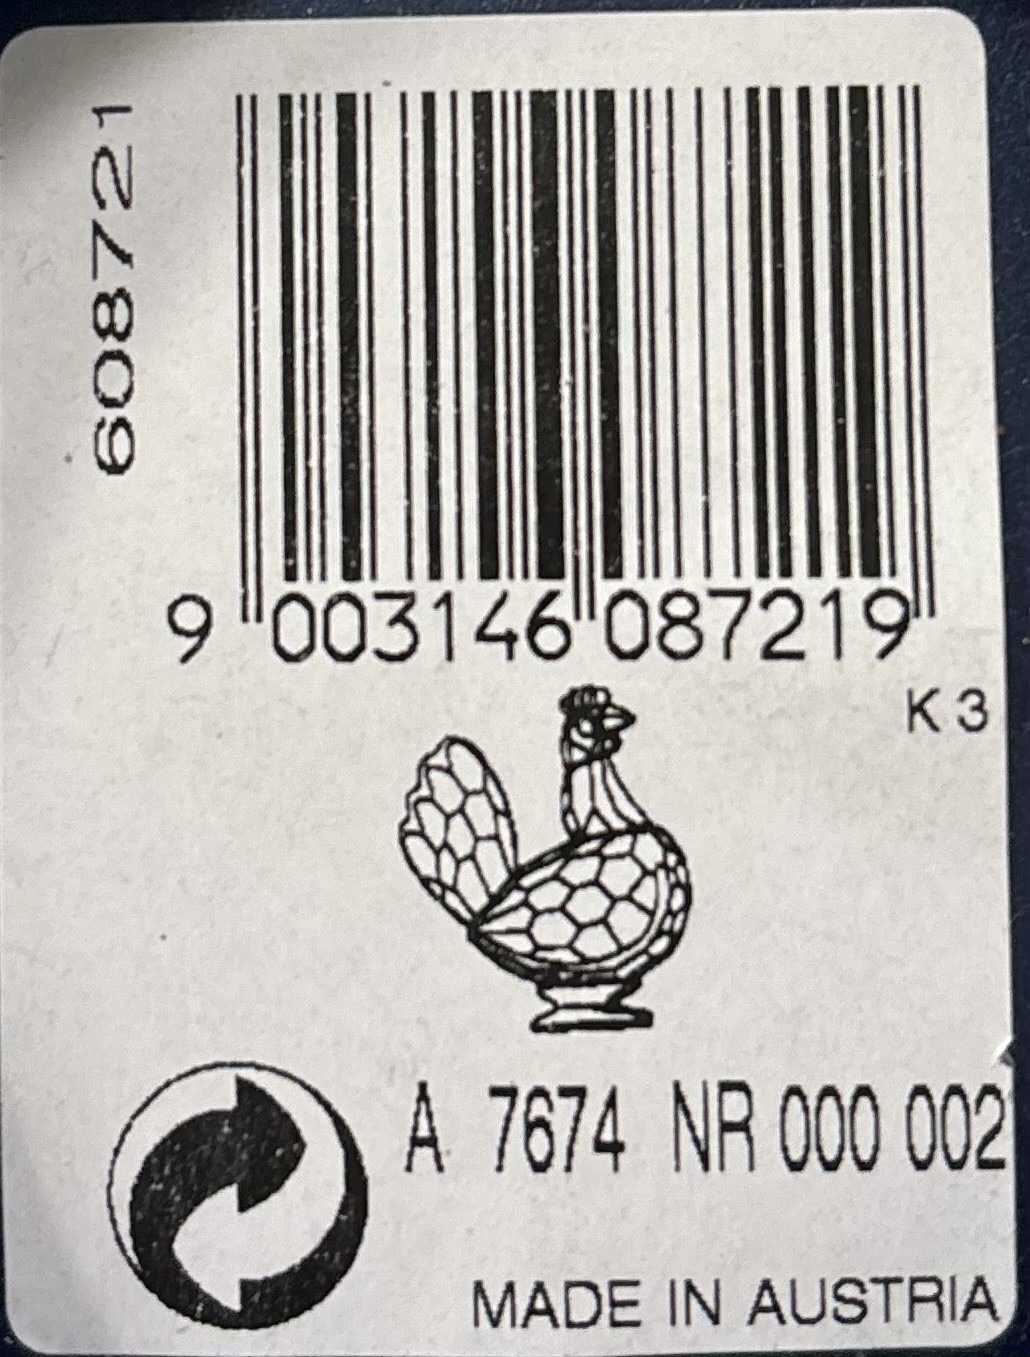 608721
9 003146 087219
K 3
A 7674 NR 000 002
MADE IN AUSTRIA